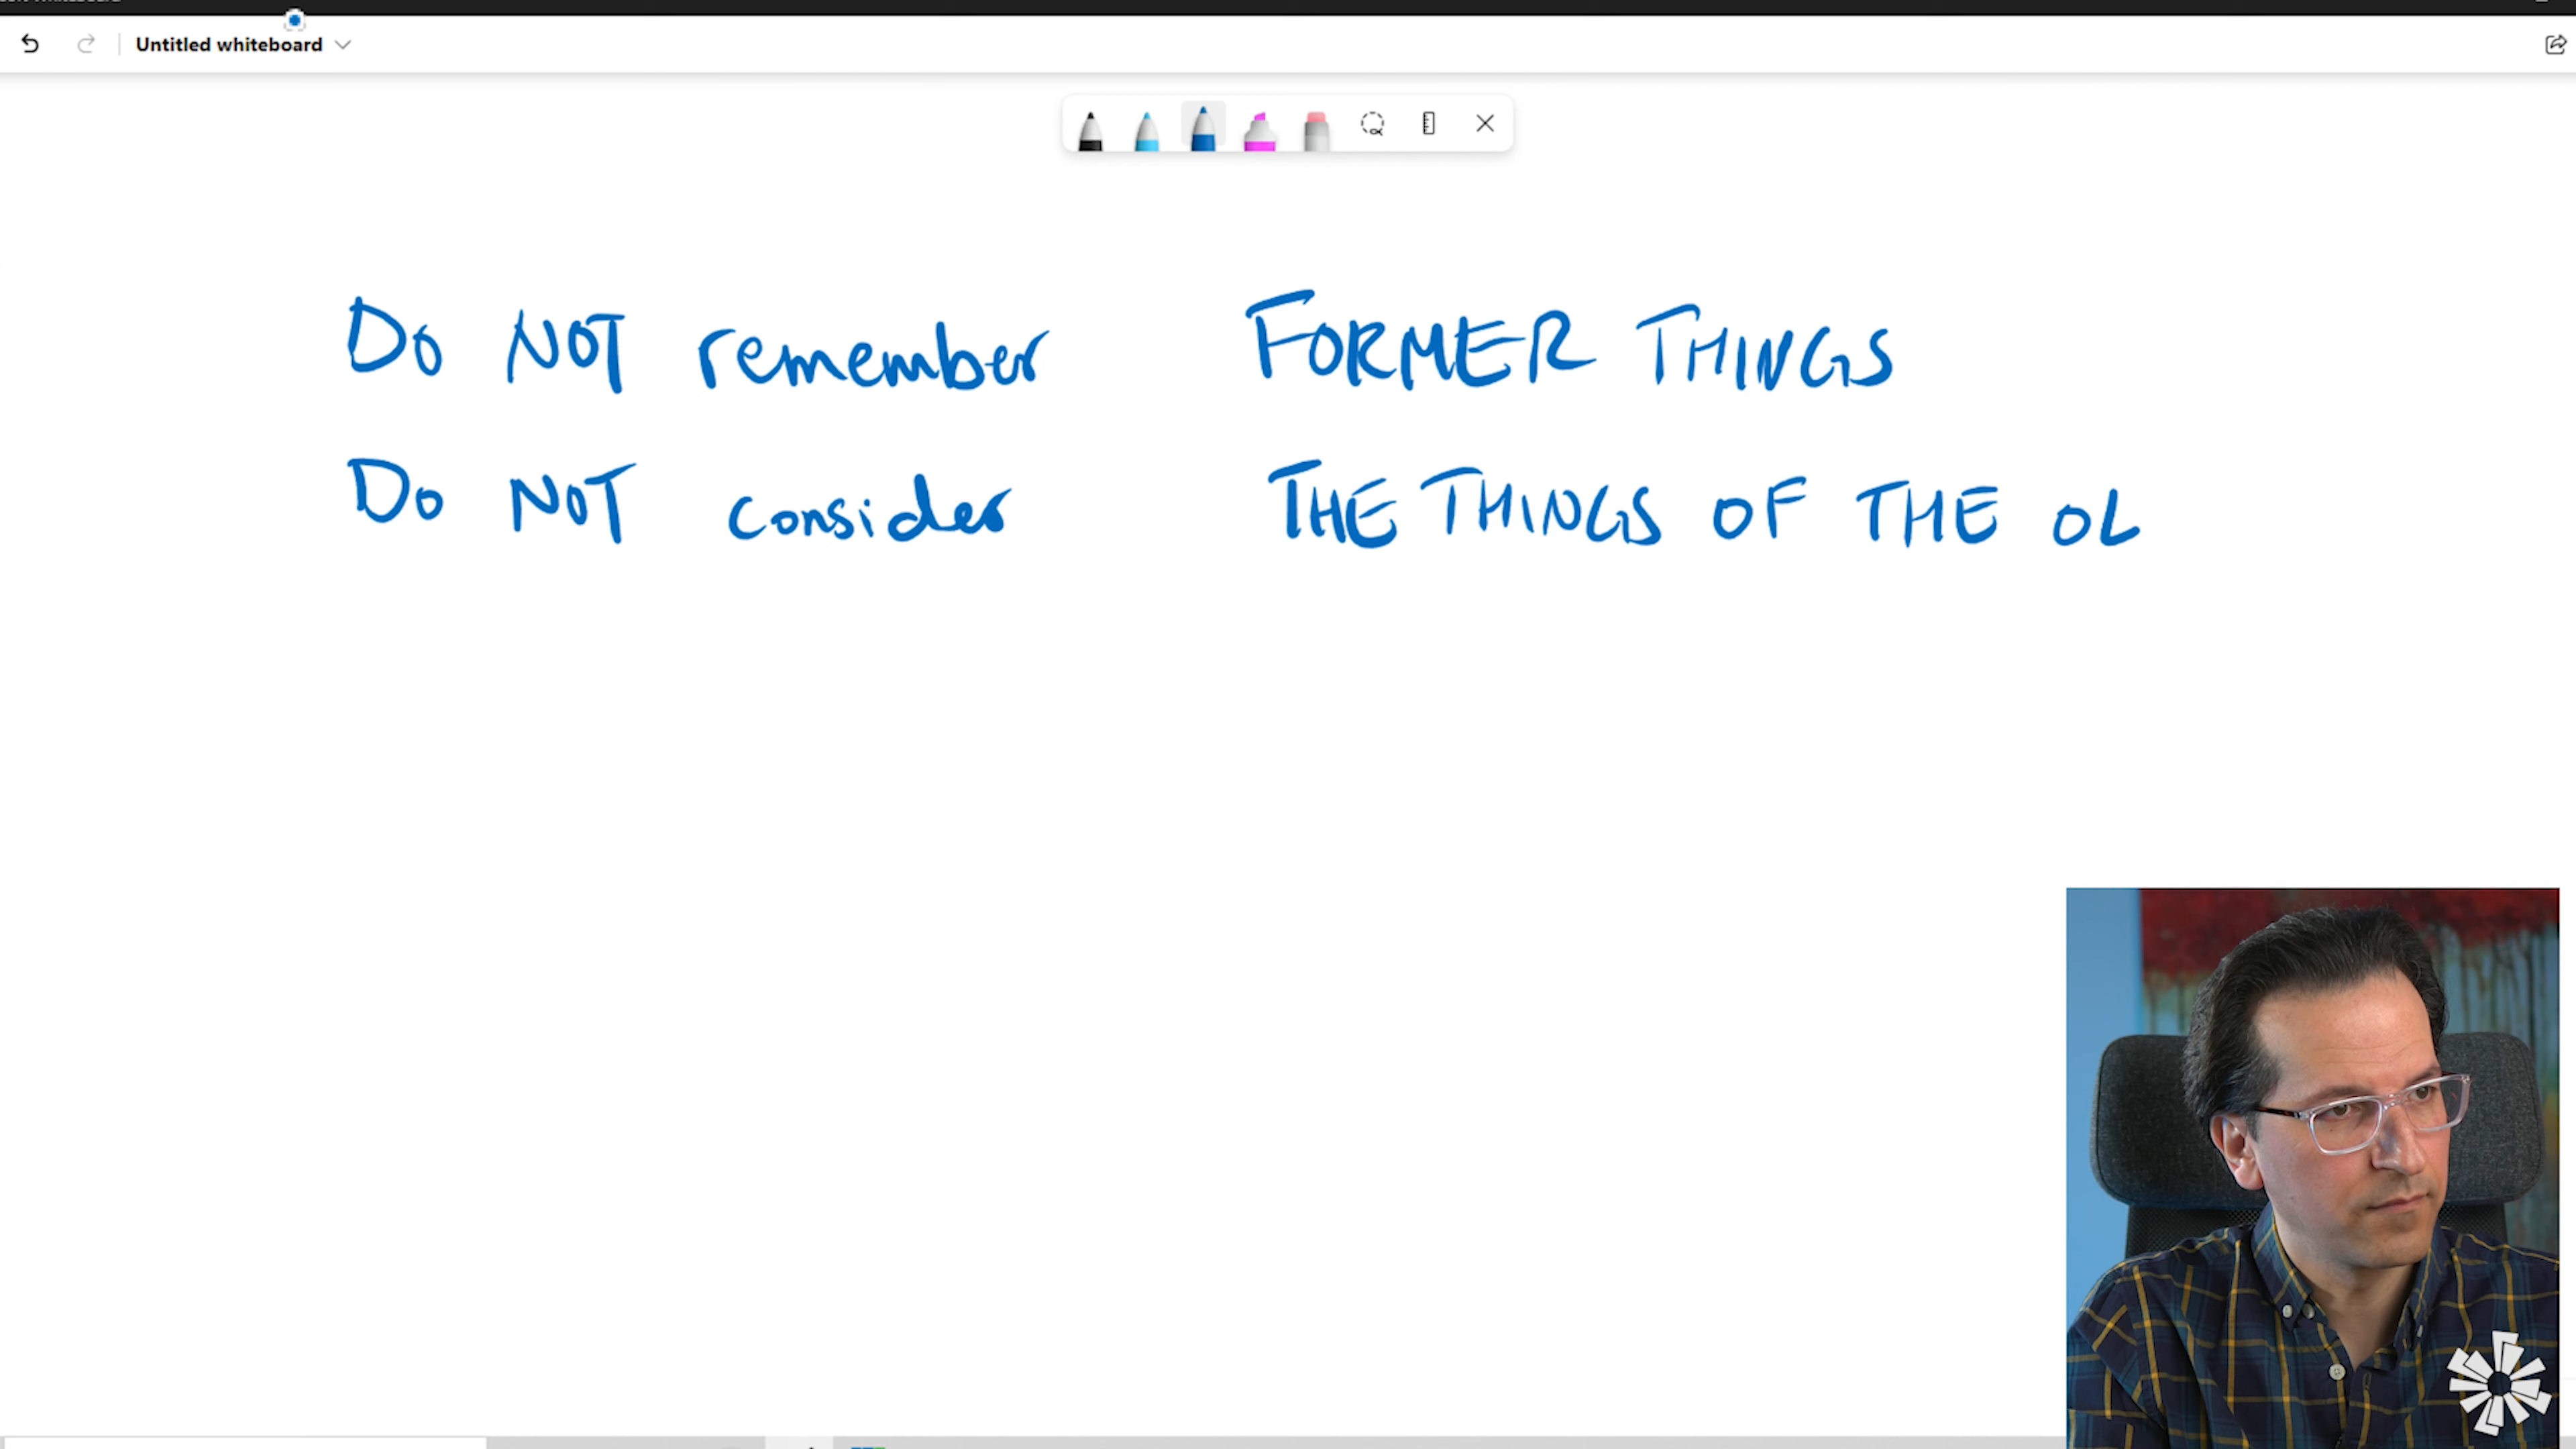 Untitled whiteboard
Do NOT remember FORMER THINGS
Do NOT consider THE THINGS OF THE OL